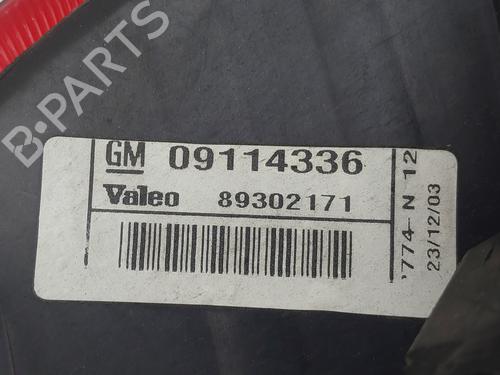 B-PARTS
GM 09114336
Valeo 89302171
'774 N 12
23/12/03